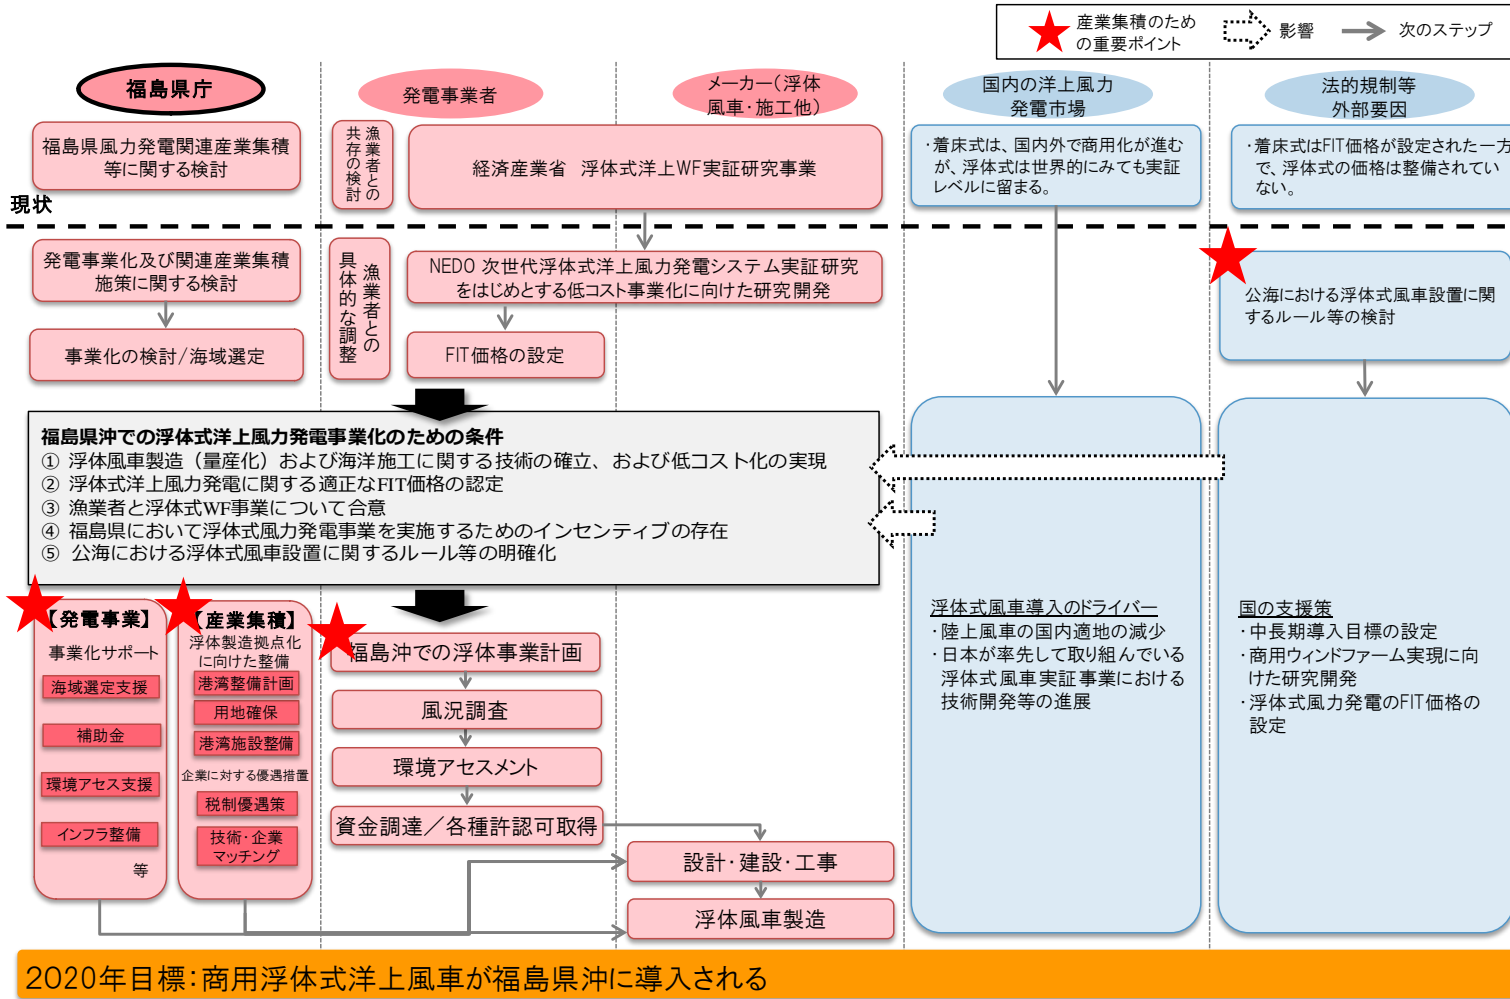 産業集積のため
の重要ポイント
影響
次のステップ
福島県庁
発電事業者
メーカー(浮体
風車・施工他)
国内の洋上風力
発電市場
法的規制等
外部要因
福島県風力発電関連産業集積
等に関する検討
漁業者との
共存の検討
経済産業省 浮体式洋上WF実証研究事業
・着床式は、国内外で商用化が進む
が、浮体式は世界的にみても実証
レベルに留まる。
・着床式はFIT価格が設定された一方
で、浮体式の価格は整備されてい
ない。
現状
発電事業化及び関連産業集積
施策に関する検討
漁業者との
具体的な調整
NEDO 次世代浮体式洋上風力発電システム実証研究
をはじめとする低コスト事業化に向けた研究開発
公海における浮体式風車設置に関
するルール等の検討
事業化の検討/海域選定
FIT価格の設定
福島県沖での浮体式洋上風力発電事業化のための条件
① 浮体風車製造（量産化）および海洋施工に関する技術の確立、および低コスト化の実現
② 浮体式洋上風力発電に関する適正なFIT価格の認定
③ 漁業者と浮体式WF事業について合意
④ 福島県において浮体式風力発電事業を実施するためのインセンティブの存在
⑤ 公海における浮体式風車設置に関するルール等の明確化
【発電事業】
事業化サポート
海域選定支援
補助金
環境アセス支援
インフラ整備
等
【産業集積】
浮体製造拠点化
に向けた整備
港湾整備計画
用地確保
港湾施設整備
企業に対する優遇措置
税制優遇策
技術・企業
マッチング
福島沖での浮体事業計画
風況調査
環境アセスメント
資金調達／各種許認可取得
設計・建設・工事
浮体風車製造
浮体式風車導入のドライバー
・陸上風車の国内適地の減少
・日本が率先して取り組んでいる
浮体式風車実証事業における
技術開発等の進展
国の支援策
・中長期導入目標の設定
・商用ウィンドファーム実現に向
けた研究開発
・浮体式風力発電のFIT価格の
設定
2020年目標：商用浮体式洋上風車が福島県沖に導入される